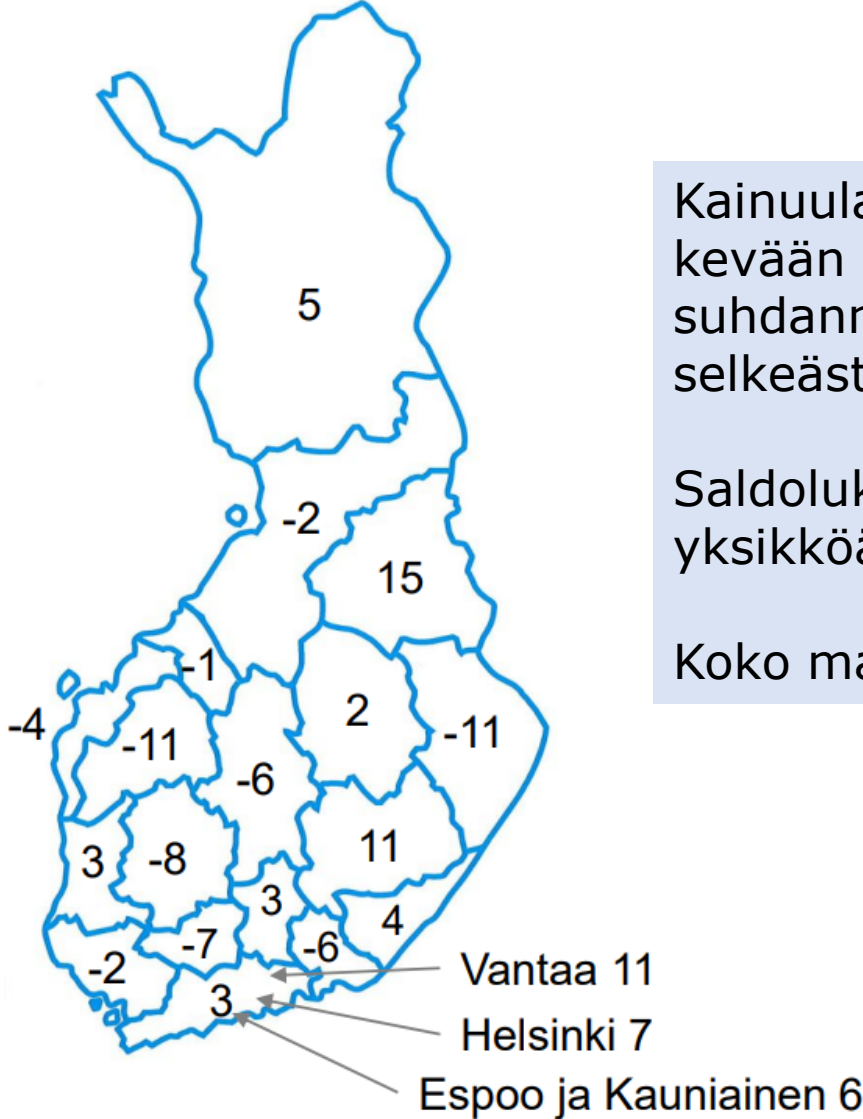 5
Kainuula
kevään
suhdann
selkeäst
Saldoluk
yksikköä
Koko ma
-2
15
-1
-4
-11
2
-11
-6
3
-8
11
3
4
-7
-6
-2
3
Vantaa 11
Helsinki 7
Espoo ja Kauniainen 6